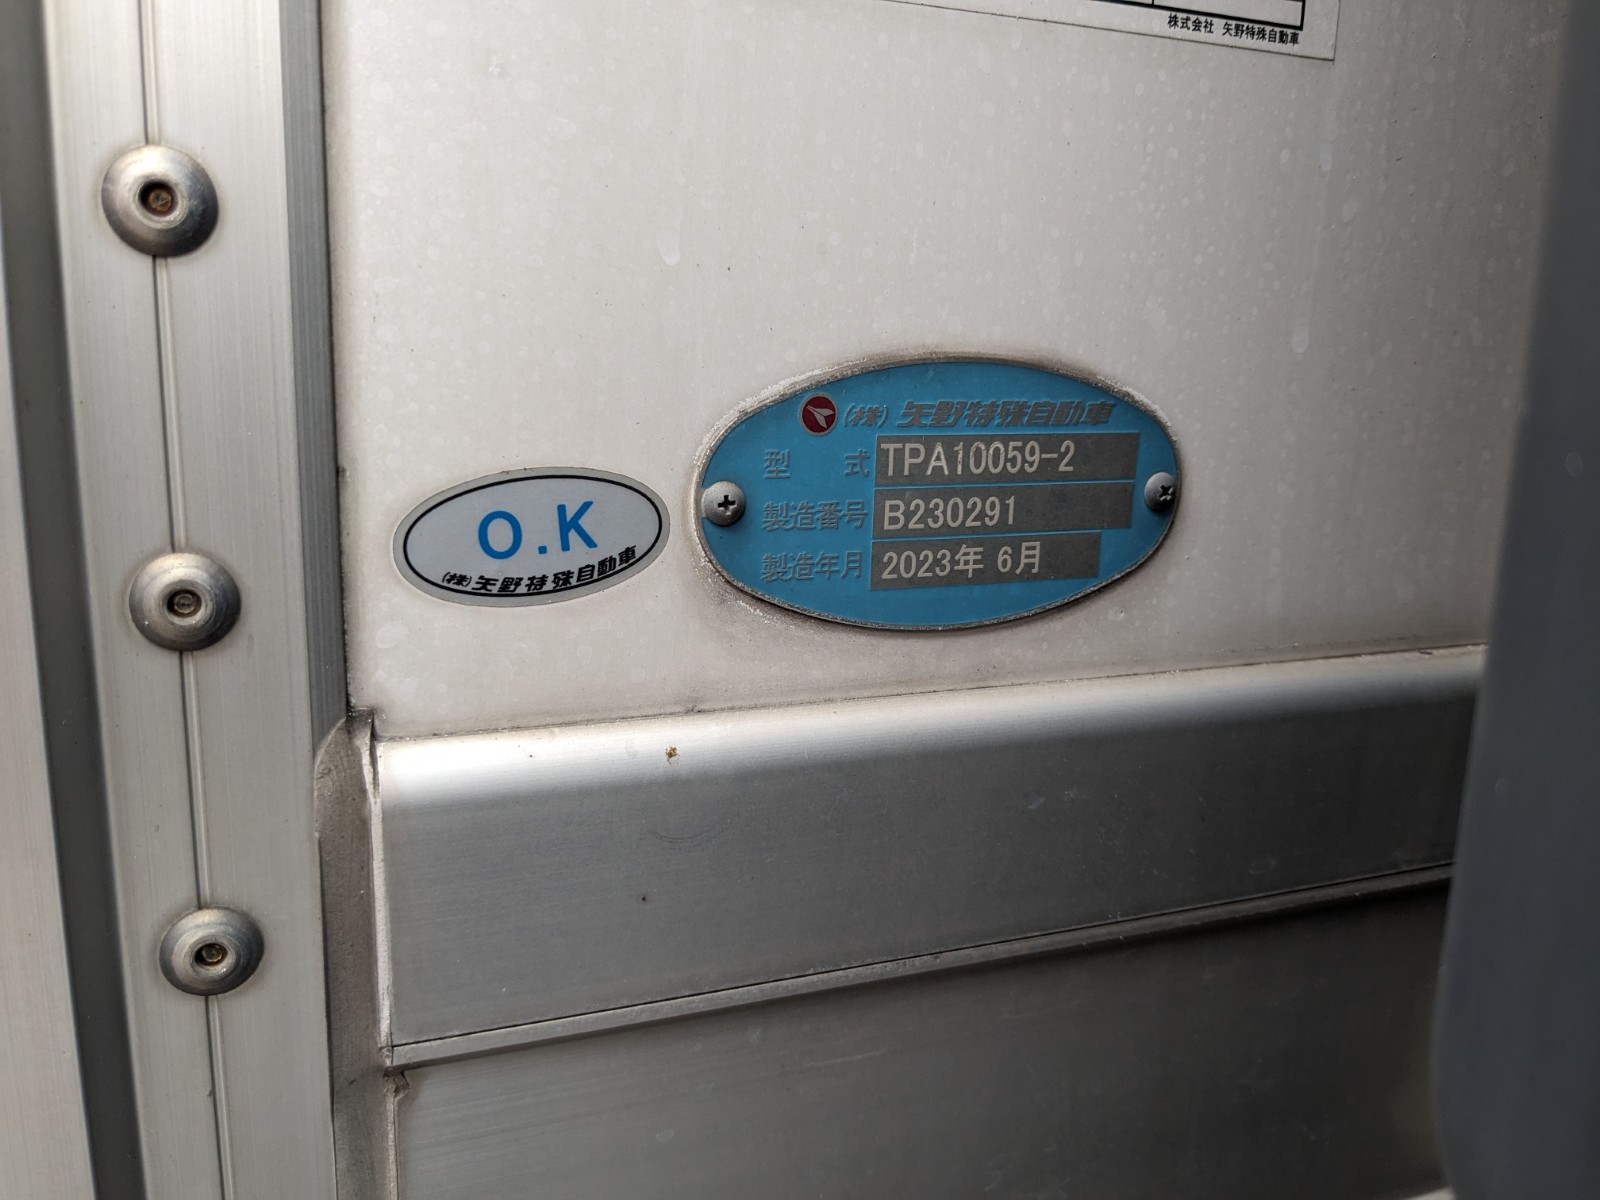 株式会社 矢野特殊自動車
(株) 矢野特殊自動車
型 式 TPA10059-2
製造番号 B230291
製造年月 2023年 6月
O.K
(株) 矢野特殊自動車